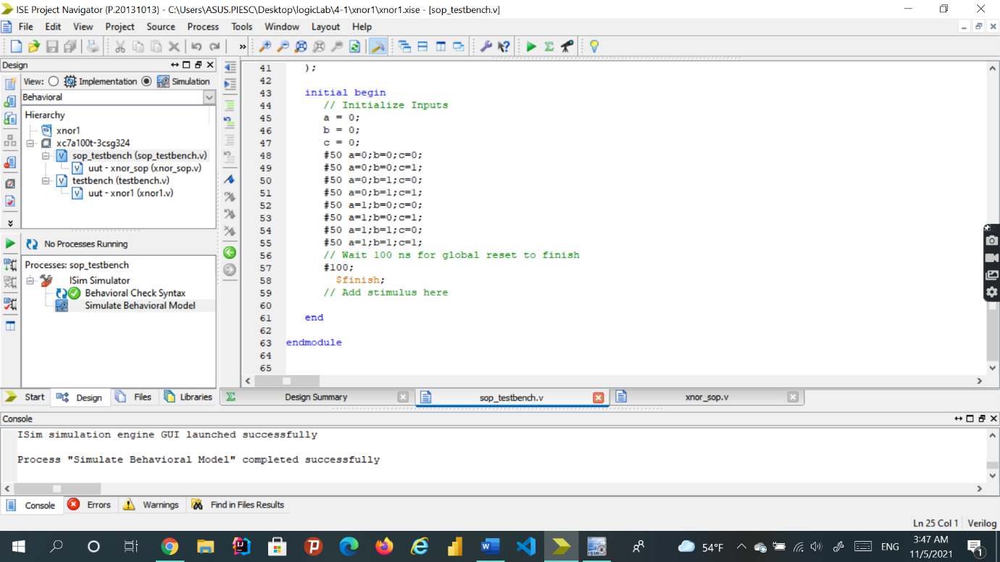 ISE Project Navigator (P.20131013) - C:\Users\ASUS.PIESC\Desktop\logicLab\4-1\xnor1\xnor1.xise - [sop_testbench.v]
File Edit View Project Source Process Tools Window Layout Help
Design
View: Implementation Simulation
Behavioral
Hierarchy
xnor1
xc7a100t-3csg324
sop_testbench (sop_testbench.v)
uut - xnor_sop (xnor_sop.v)
testbench (testbench.v)
uut - xnor1 (xnor1.v)
No Processes Running
Processes: sop_testbench
ISim Simulator
Behavioral Check Syntax
Simulate Behavioral Model
Start Design Files Libraries
41 );
42
43 initial begin
44 // Initialize Inputs
45 a = 0;
46 b = 0;
47 c = 0;
48 #50 a=0;b=0;c=0;
49 #50 a=0;b=0;c=1;
50 #50 a=0;b=1;c=0;
51 #50 a=0;b=1;c=1;
52 #50 a=1;b=0;c=0;
53 #50 a=1;b=0;c=1;
54 #50 a=1;b=1;c=0;
55 #50 a=1;b=1;c=1;
56 // Wait 100 ns for global reset to finish
57 #100;
58 $finish;
59 // Add stimulus here
60
61 end
62
63 endmodule
64
65
Design Summary sop_testbench.v xnor_sop.v
Console
ISim simulation engine GUI launched successfully
Process "Simulate Behavioral Model" completed successfully
Console Errors Warnings Find in Files Results
Ln 25 Col 1 Verilog
54°F ENG 3:47 AM
11/5/2021 1